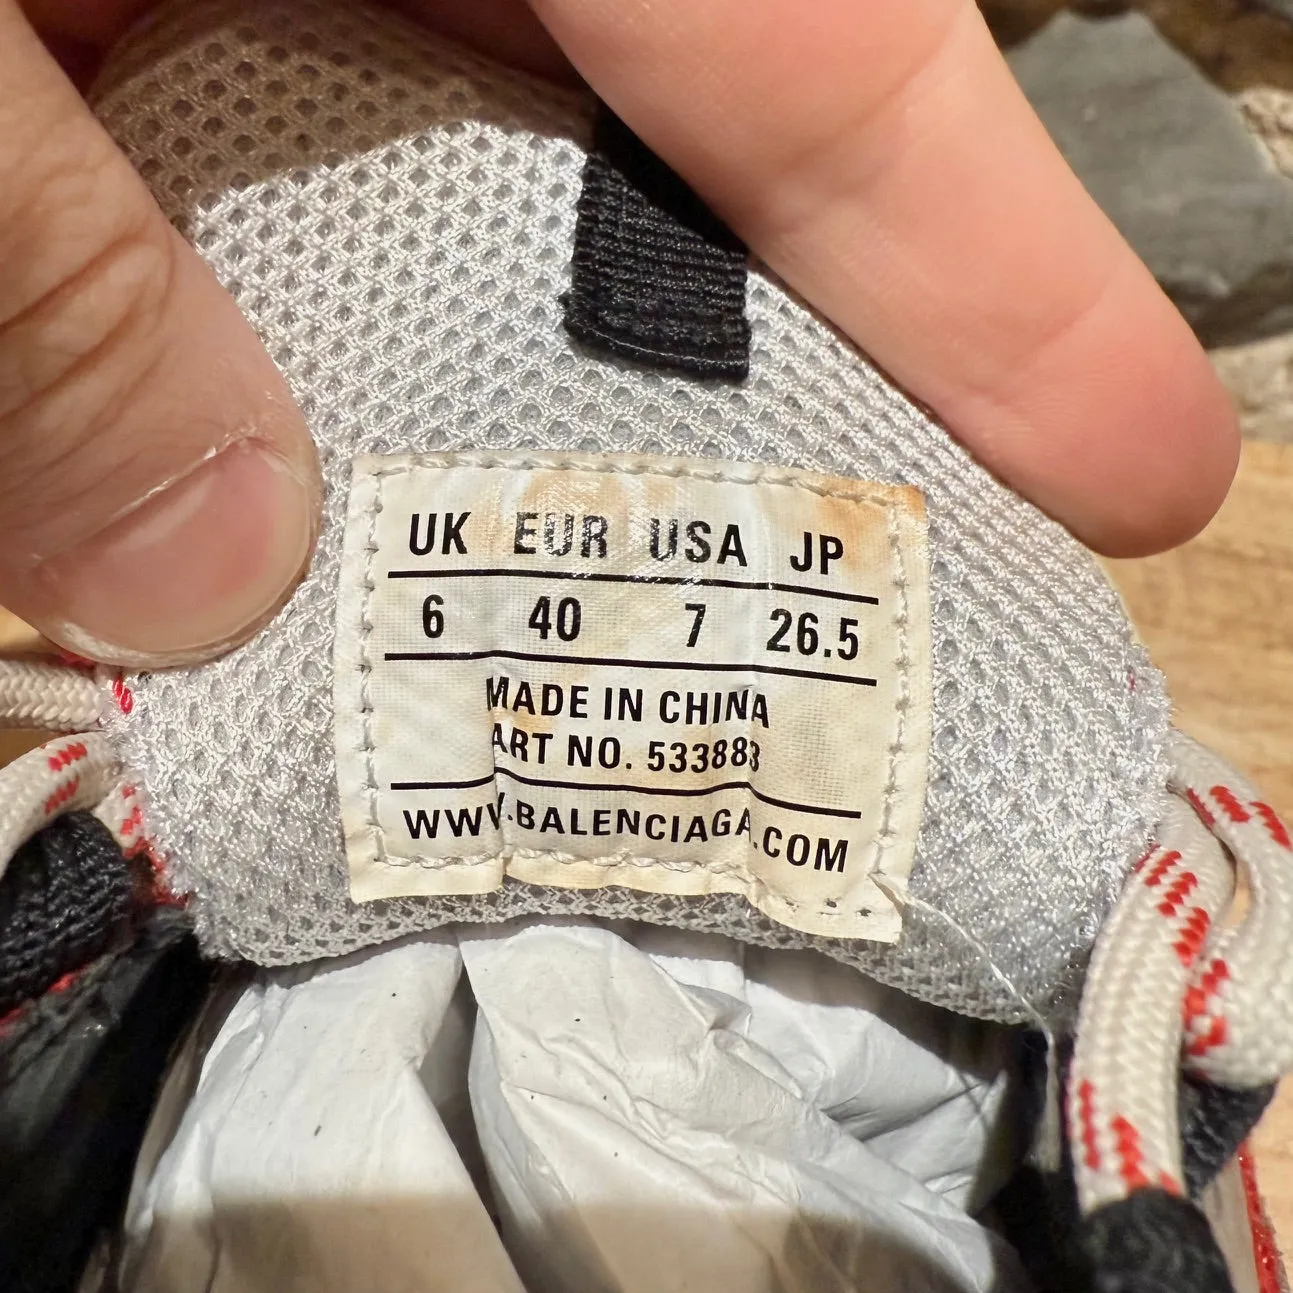 UK EUR USA JP
6 40 7 26.5
MADE IN CHINA
ART NO. 533883
WWW.BALENCIAGA.COM